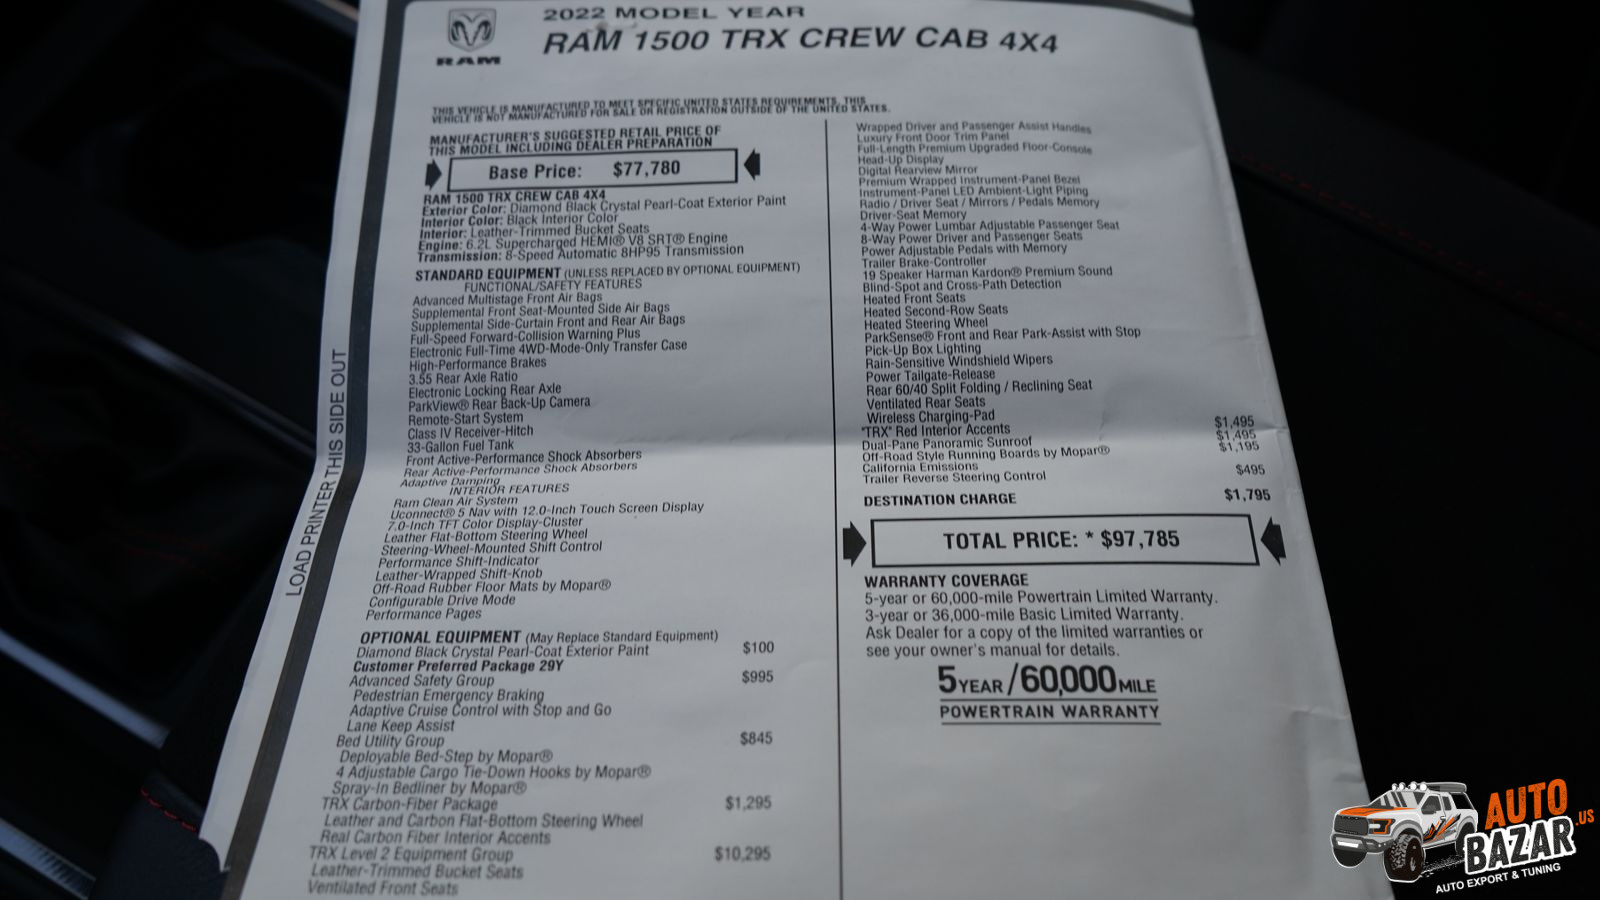 RAM
2022 MODEL YEAR
RAM 1500 TRX CREW CAB 4X4
THIS VEHICLE IS MANUFACTURED TO MEET SPECIFIC UNITED STATES REQUIREMENTS. THIS
VEHICLE IS NOT MANUFACTURED FOR SALE OR REGISTRATION OUTSIDE OF THE UNITED STATES.
MANUFACTURER'S SUGGESTED RETAIL PRICE OF
THIS MODEL INCLUDING DEALER PREPARATION
Base Price: $77,780
RAM 1500 TRX CREW CAB 4X4
Exterior Color: Diamond Black Crystal Pearl-Coat Exterior Paint
Interior Color: Black Interior Color
Interior: Leather-Trimmed Bucket Seats
Engine: 6.2L Supercharged HEMI® V8 SRT® Engine
Transmission: 8-Speed Automatic 8HP95 Transmission
STANDARD EQUIPMENT (UNLESS REPLACED BY OPTIONAL EQUIPMENT)
FUNCTIONAL/SAFETY FEATURES
Advanced Multistage Front Air Bags
Supplemental Front Seat-Mounted Side Air Bags
Supplemental Side-Curtain Front and Rear Air Bags
Full-Speed Forward-Collision Warning Plus
Electronic Full-Time 4WD-Mode-Only Transfer Case
High-Performance Brakes
3.55 Rear Axle Ratio
Electronic Locking Rear Axle
ParkView® Rear Back-Up Camera
Remote-Start System
Class IV Receiver-Hitch
33-Gallon Fuel Tank
Front Active-Performance Shock Absorbers
Rear Active-Performance Shock Absorbers
Adaptive Damping
INTERIOR FEATURES
Ram Clean Air System
Uconnect® 5 Nav with 12.0-Inch Touch Screen Display
7.0-Inch TFT Color Display-Cluster
Leather Flat-Bottom Steering Wheel
Steering-Wheel-Mounted Shift Control
Performance Shift-Indicator
Leather-Wrapped Shift-Knob
Off-Road Rubber Floor Mats by Mopar®
Configurable Drive Mode
Performance Pages
OPTIONAL EQUIPMENT (May Replace Standard Equipment)
Diamond Black Crystal Pearl-Coat Exterior Paint $100
Customer Preferred Package 29Y
Advanced Safety Group $995
Pedestrian Emergency Braking
Adaptive Cruise Control with Stop and Go
Lane Keep Assist
Bed Utility Group $845
Deployable Bed-Step by Mopar®
4 Adjustable Cargo Tie-Down Hooks by Mopar®
Spray-In Bedliner by Mopar®
TRX Carbon-Fiber Package $1,295
Leather and Carbon Flat-Bottom Steering Wheel
Real Carbon Fiber Interior Accents
TRX Level 2 Equipment Group $10,295
Leather-Trimmed Bucket Seats
Ventilated Front Seats
Wrapped Driver and Passenger Assist Handles
Luxury Front Door Trim Panel
Full-Length Premium Upgraded Floor-Console
Head-Up Display
Digital Rearview Mirror
Premium Wrapped Instrument-Panel Bezel
Instrument-Panel LED Ambient-Light Piping
Radio / Driver Seat / Mirrors / Pedals Memory
Driver-Seat Memory
4-Way Power Lumbar Adjustable Passenger Seat
8-Way Power Driver and Passenger Seats
Power Adjustable Pedals with Memory
Trailer Brake-Controller
19 Speaker Harman Kardon® Premium Sound
Blind-Spot and Cross-Path Detection
Heated Front Seats
Heated Second-Row Seats
Heated Steering Wheel
ParkSense® Front and Rear Park-Assist with Stop
Pick-Up Box Lighting
Rain-Sensitive Windshield Wipers
Power Tailgate-Release
Rear 60/40 Split Folding / Reclining Seat
Ventilated Rear Seats
Wireless Charging-Pad
"TRX" Red Interior Accents $1,495
Dual-Pane Panoramic Sunroof $1,495
Off-Road Style Running Boards by Mopar® $1,195
California Emissions
Trailer Reverse Steering Control $495
DESTINATION CHARGE $1,795
TOTAL PRICE: * $97,785
WARRANTY COVERAGE
5-year or 60,000-mile Powertrain Limited Warranty.
3-year or 36,000-mile Basic Limited Warranty.
Ask Dealer for a copy of the limited warranties or
see your owner's manual for details.
5 YEAR/60,000 MILE
POWERTRAIN WARRANTY
LOAD PRINTER THIS SIDE OUT
AUTO
BAZAR.US
AUTO EXPORT & TUNING